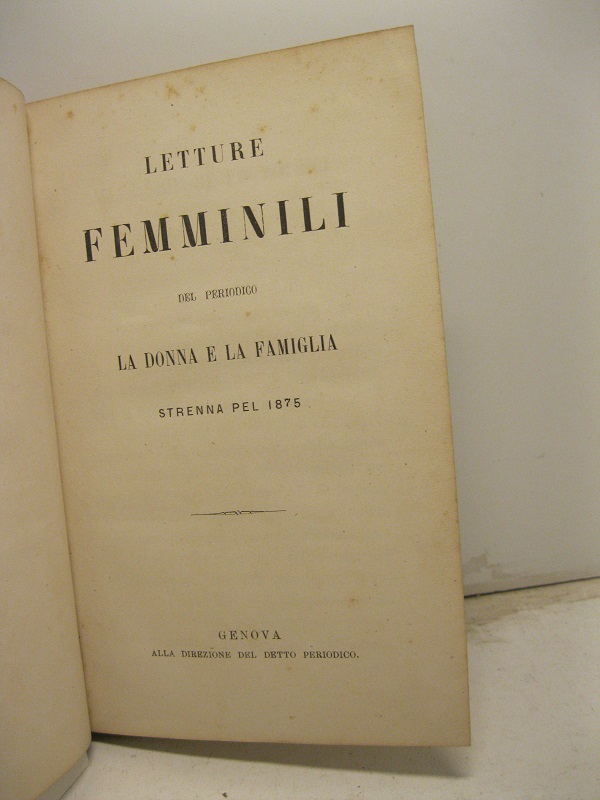 LETTURE
FEMMINILI
DEL PERIODICO
LA DONNA E LA FAMIGLIA
STRENNA PEL 1875
GENOVA
ALLA DIREZIONE DEL DETTO PERIODICO.